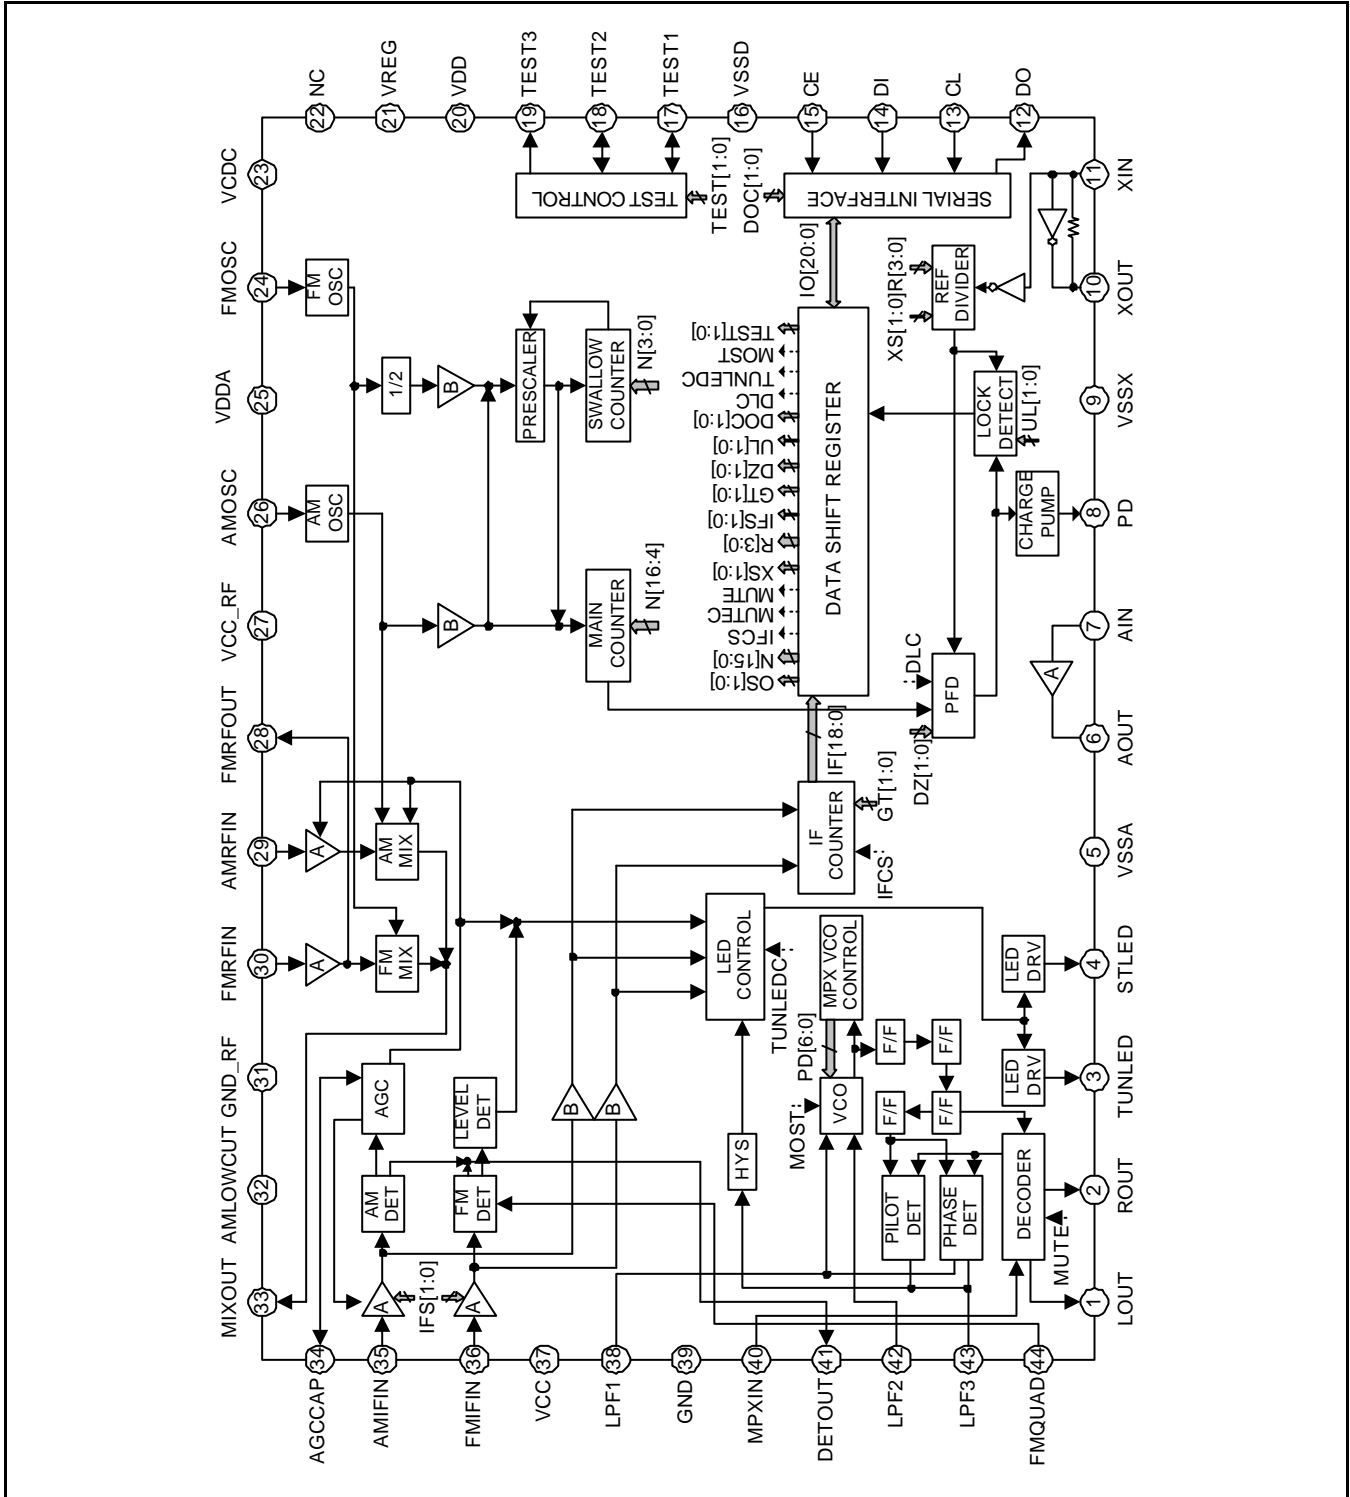 NC
VREG
VDD
TEST3
TEST2
TEST1
VSSD
CE
DI
CL
DO
22
21
20
19
18
17
16
15
14
13
12
VCDC
FMOSC
VDDA
AMOSC
VCC_RF
FMRFOUT
AMRFIN
FMRFIN
GND_RF
AMLOWCUT
MIXOUT
23
24
25
26
27
28
29
30
31
32
33
XIN
XOUT
VSSX
PD
AIN
AOUT
VSSA
STLED
TUNLED
ROUT
LOUT
11
10
9
8
7
6
5
4
3
2
1
AGCCAP
AMIFIN
FMIFIN
VCC
LPF1
GND
MPXIN
DETOUT
LPF2
LPF3
FMQUAD
34
35
36
37
38
39
40
41
42
43
44
TEST CONTROL
TEST[1:0]
DOC[1:0]
SERIAL INTERFACE
FM
OSC
1/2
B
PRESCALER
SWALLOW
COUNTER
N[3:0]
IO[20:0]
XS[1:0]
R[3:0]
REF
DIVIDER
AM
OSC
B
MAIN
COUNTER
N[16:4]
TEST[1:0]
MOST
TUNLEDC
DLC
DOC[1:0]
UL[1:0]
DZ[1:0]
GT[1:0]
IFS[1:0]
R[3:0]
XS[1:0]
MUTE
MUTEC
IFCS
N[15:0]
OS[1:0]
DATA SHIFT REGISTER
LOCK
DETECT
UL[1:0]
CHARGE
PUMP
DLC
PFD
DZ[1:0]
A
A
AM
MIX
A
FM
MIX
IF[18:0]
IF
COUNTER
GT[1:0]
IFCS
LED
CONTROL
TUNLEDC
MPX VCO
CONTROL
PD[6:0]
LED
DRV
LED
DRV
AGC
LEVEL
DET
B
B
HYS
MOST
VCO
F/F
F/F
F/F
F/F
AM
DET
FM
DET
PILOT
DET
PHASE
DET
DECODER
MUTE
A
IFS[1:0]
A